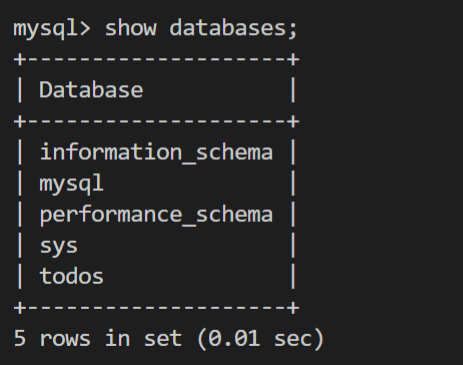 mysql> show databases;
+--------------------+
| Database           |
+--------------------+
| information_schema |
| mysql              |
| performance_schema |
| sys                |
| todos              |
+--------------------+
5 rows in set (0.01 sec)